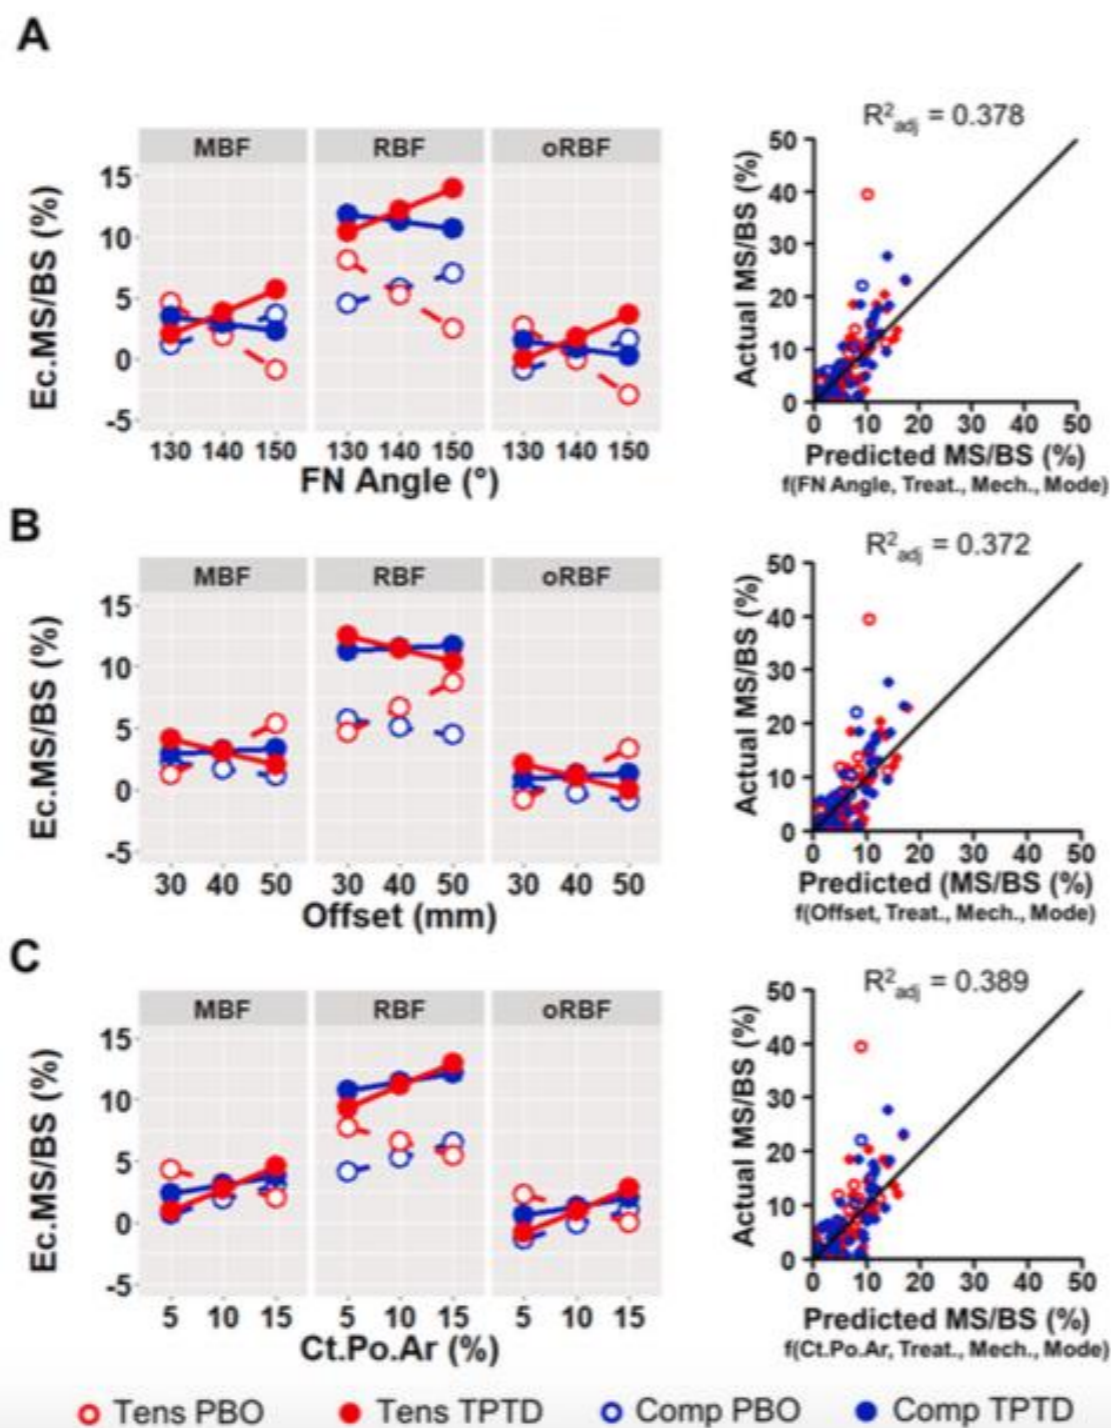 A
R²adj = 0.378
MBF RBF oRBF
Ec.MS/BS (%)
15
10
5
0
-5
130 140 150 130 140 150 130 140 150
FN Angle (°)
Actual MS/BS (%)
50
40
30
20
10
0
0 10 20 30 40 50
Predicted MS/BS (%)
f(FN Angle, Treat., Mech., Mode)
B
R²adj = 0.372
MBF RBF oRBF
Ec.MS/BS (%)
15
10
5
0
-5
30 40 50 30 40 50 30 40 50
Offset (mm)
Actual MS/BS (%)
50
40
30
20
10
0
0 10 20 30 40 50
Predicted (MS/BS (%)
f(Offset, Treat., Mech., Mode)
C
R²adj = 0.389
MBF RBF oRBF
Ec.MS/BS (%)
15
10
5
0
-5
5 10 15 5 10 15 5 10 15
Ct.Po.Ar (%)
Actual MS/BS (%)
50
40
30
20
10
0
0 10 20 30 40 50
Predicted MS/BS (%)
f(Ct.Po.Ar, Treat., Mech., Mode)
Tens PBO Tens TPTD Comp PBO Comp TPTD